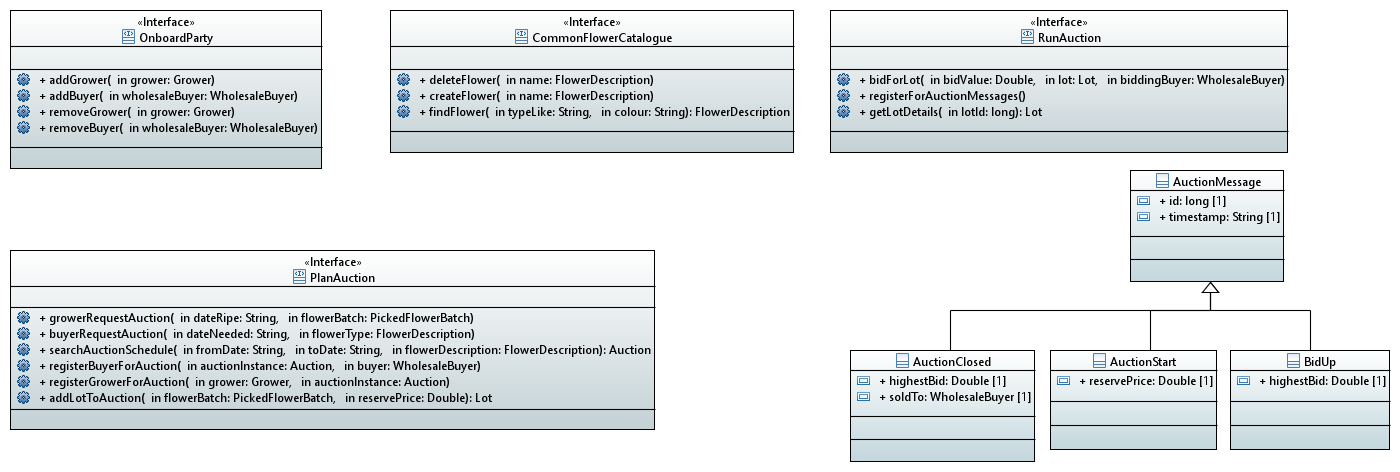 «Interface»
OnboardParty
+ addGrower( in grower: Grower)
+ addBuyer( in wholesaleBuyer: WholesaleBuyer)
+ removeGrower( in grower: Grower)
+ removeBuyer( in wholesaleBuyer: WholesaleBuyer)
«Interface»
CommonFlowerCatalogue
+ deleteFlower( in name: FlowerDescription)
+ createFlower( in name: FlowerDescription)
+ findFlower( in typeLike: String, in colour: String): FlowerDescription
«Interface»
RunAuction
+ bidForLot( in bidValue: Double, in lot: Lot, in biddingBuyer: WholesaleBuyer)
+ registerForAuctionMessages()
+ getLotDetails( in lotId: long): Lot
AuctionMessage
+ id: long [1]
+ timestamp: String [1]
«Interface»
PlanAuction
+ growerRequestAuction( in dateRipe: String, in flowerBatch: PickedFlowerBatch)
+ buyerRequestAuction( in dateNeeded: String, in flowerType: FlowerDescription)
+ searchAuctionSchedule( in fromDate: String, in toDate: String, in flowerDescription: FlowerDescription): Auction
+ registerBuyerForAuction( in auctionInstance: Auction, in buyer: WholesaleBuyer)
+ registerGrowerForAuction( in grower: Grower, in auctionInstance: Auction)
+ addLotToAuction( in flowerBatch: PickedFlowerBatch, in reservePrice: Double): Lot
AuctionClosed
+ highestBid: Double [1]
+ soldTo: WholesaleBuyer [1]
AuctionStart
+ reservePrice: Double [1]
BidUp
+ highestBid: Double [1]